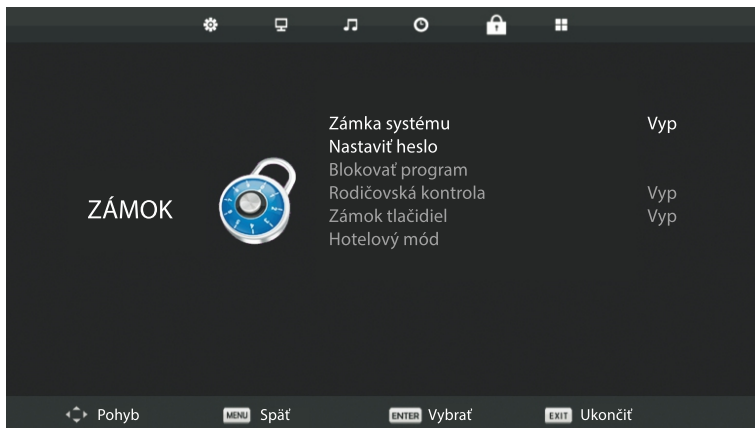 Zámka systému Vyp
Nastaviť heslo
Blokovať program
Rodičovská kontrola Vyp
ZÁMOK
Zámok tlačidiel Vyp
Hotelový mód
Pohyb MENU Späť ENTER Vybrať EXIT Ukončiť